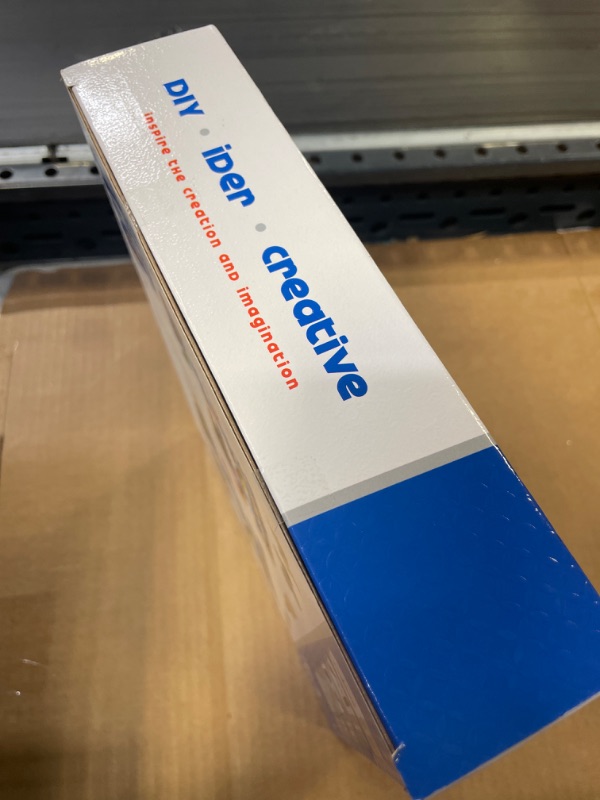 DIY • iDer • creative
inspire the creation and imagination